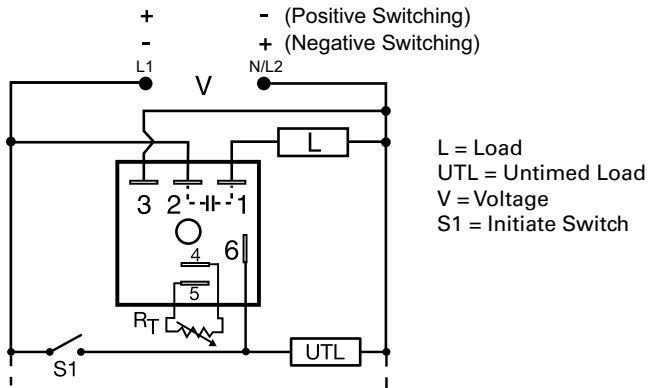 + - (Positive Switching)
- + (Negative Switching)
L1 N/L2
V
L
3 2 1
4 6
5
RT
S1 UTL
L = Load
UTL = Untimed Load
V = Voltage
S1 = Initiate Switch